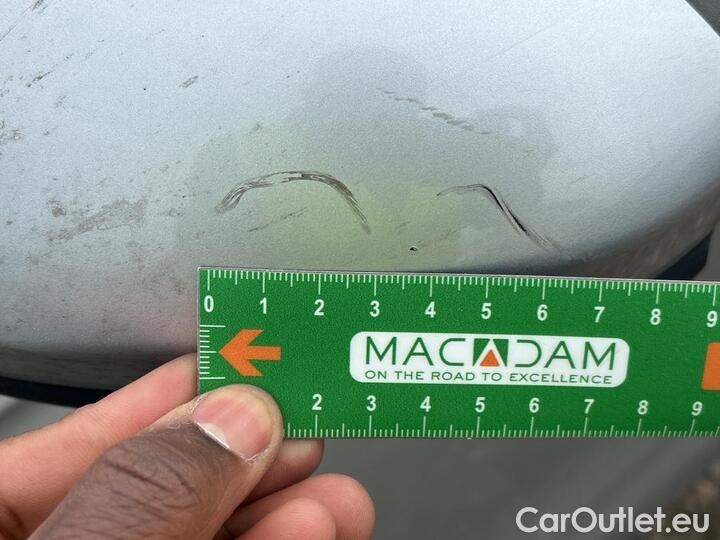 0 1 2 3 4 5 6 7 8 9
MACADAM
ON THE ROAD TO EXCELLENCE
2 3 4 5 6 7 8 9
CarOutlet.eu